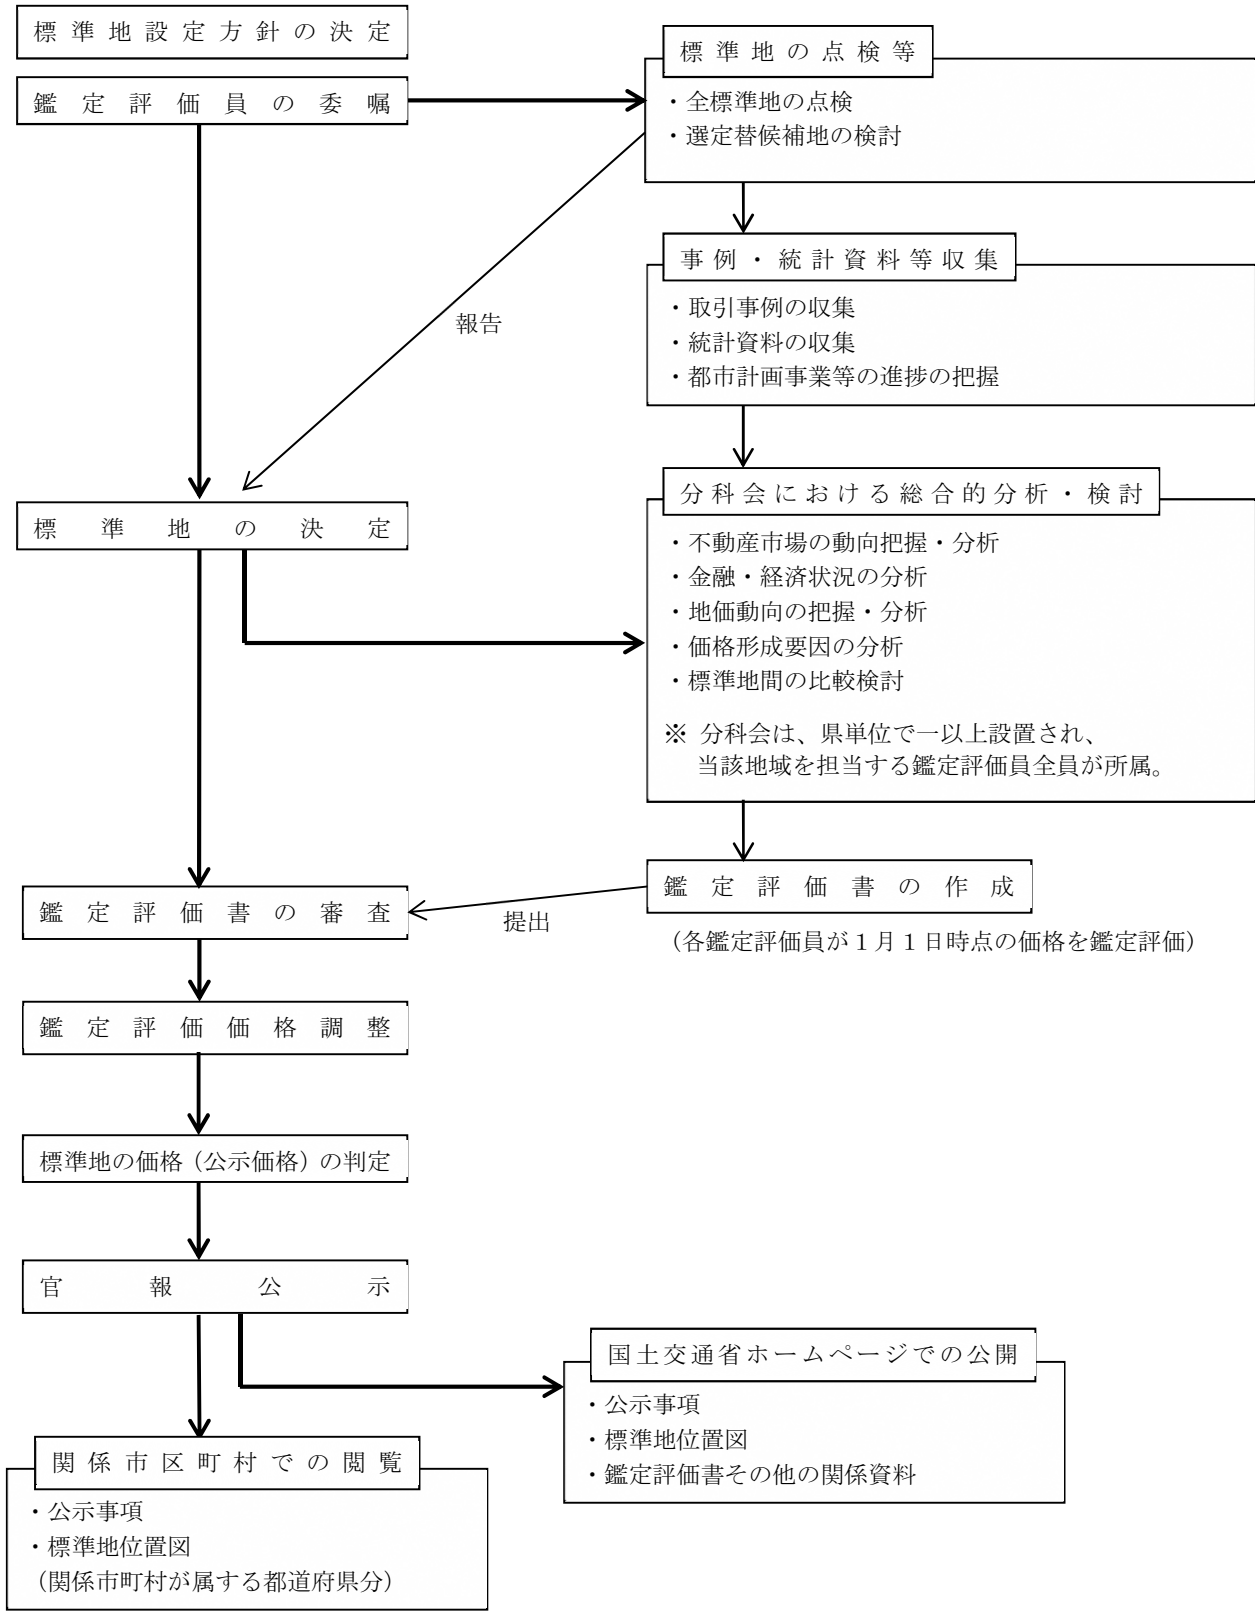 標準地設定方針の決定
鑑定評価員の委嘱
標準地の点検等
・全標準地の点検
・選定替候補地の検討
事例・統計資料等収集
・取引事例の収集
・統計資料の収集
・都市計画事業等の進捗の把握
報告
標準地の決定
分科会における総合的分析・検討
・不動産市場の動向把握・分析
・金融・経済状況の分析
・地価動向の把握・分析
・価格形成要因の分析
・標準地間の比較検討
※ 分科会は、県単位で一以上設置され、
当該地域を担当する鑑定評価員全員が所属。
鑑定評価書の作成
(各鑑定評価員が1月1日時点の価格を鑑定評価)
提出
鑑定評価書の審査
鑑定評価価格調整
標準地の価格(公示価格)の判定
官報公示
国土交通省ホームページでの公開
・公示事項
・標準地位置図
・鑑定評価書その他の関係資料
関係市区町村での閲覧
・公示事項
・標準地位置図
(関係市町村が属する都道府県分)